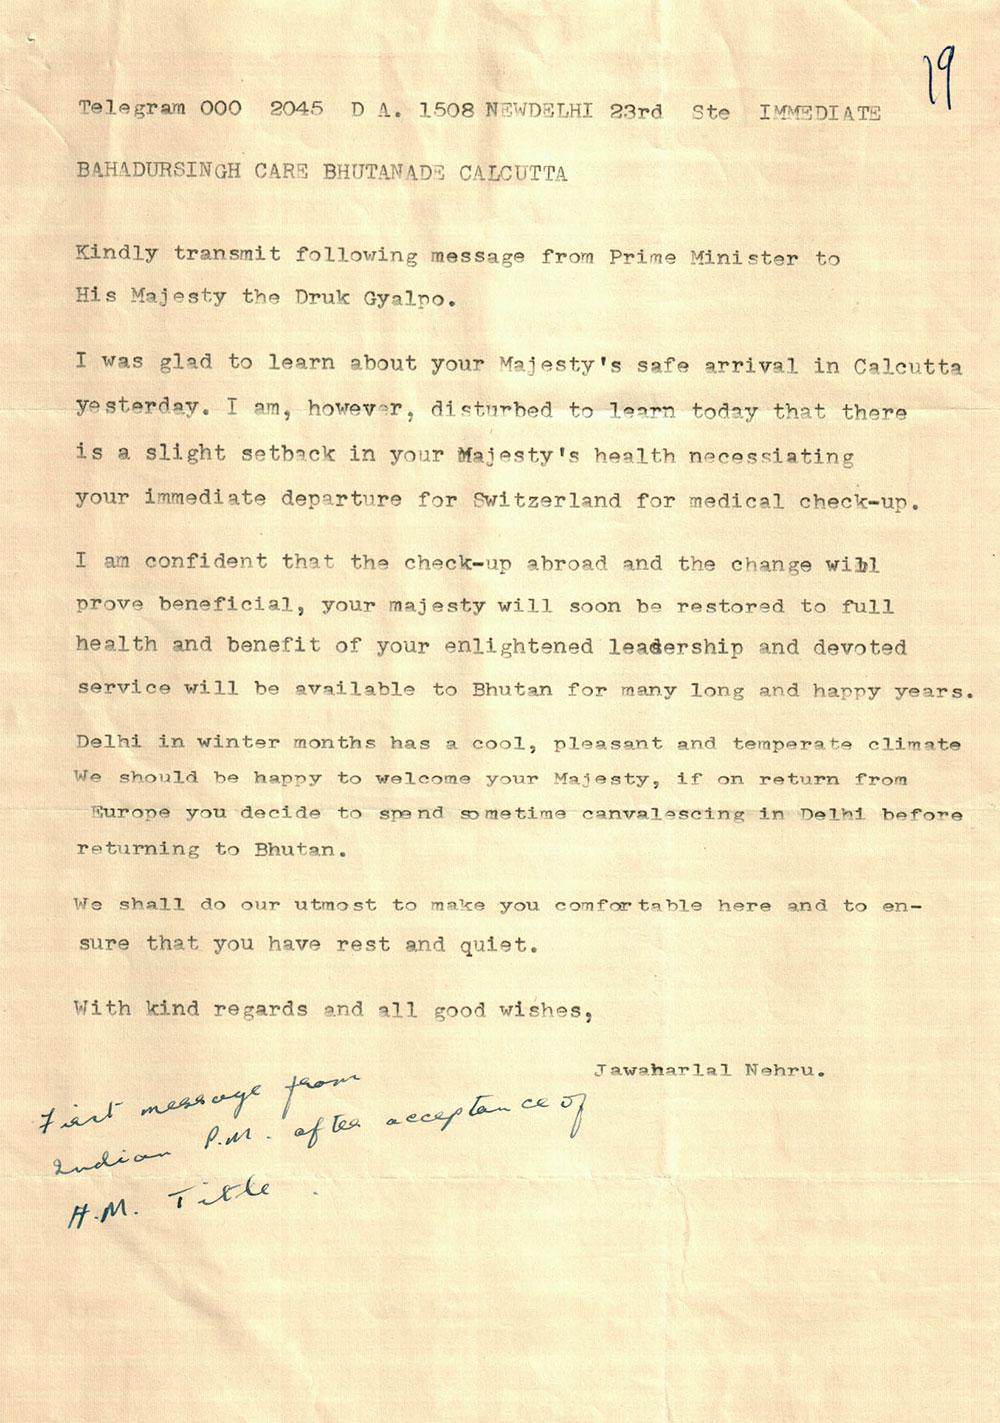 19
Telegram 000 2045 D A. 1508 NEWDELHI 23rd Ste IMMEDIATE
BAHADURSINGH CARE BHUTANADE CALCUTTA
Kindly transmit following message from Prime Minister to
His Majesty the Druk Gyalpo.
I was glad to learn about your Majesty's safe arrival in Calcutta
yesterday. I am, however, disturbed to learn today that there
is a slight setback in your Majesty's health necessiating
your immediate departure for Switzerland for medical check-up.
I am confident that the check-up abroad and the change will
prove beneficial, your majesty will soon be restored to full
health and benefit of your enlightened leadership and devoted
service will be available to Bhutan for many long and happy years.
Delhi in winter months has a cool, pleasant and temperate climate
We should be happy to welcome your Majesty, if on return from
Europe you decide to spend sometime canvalescing in Delhi before
returning to Bhutan.
We shall do our utmost to make you comfortable here and to en-
sure that you have rest and quiet.
With kind regards and all good wishes,
Jawaharlal Nehru.
First message from
Indian P.M. after acceptance of
H.M. Title.